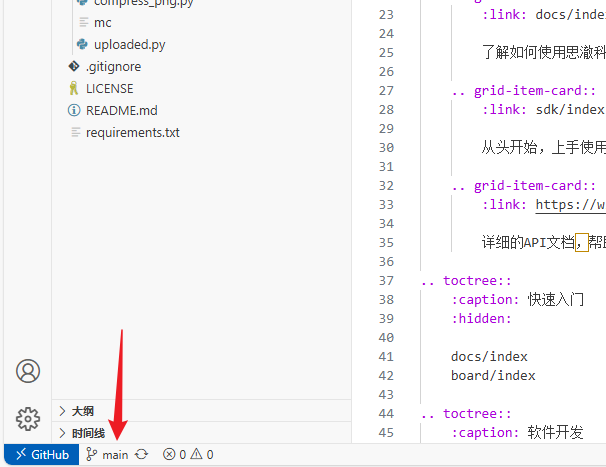 compress_png.py
mc
uploaded.py
.gitignore
LICENSE
README.md
requirements.txt
大纲
时间线
GitHub
main
0
0
23 :link: docs/index
24
25 了解如何使用思澈科
26
27 .. grid-item-card::
28 :link: sdk/index
29
30 从头开始，上手使用
31
32 .. grid-item-card::
33 :link: https://w
34
35 详细的API文档，帮
36
37 .. toctree::
38 :caption: 快速入门
39 :hidden:
40
41 docs/index
42 board/index
43
44 .. toctree::
45 :caption: 软件开发